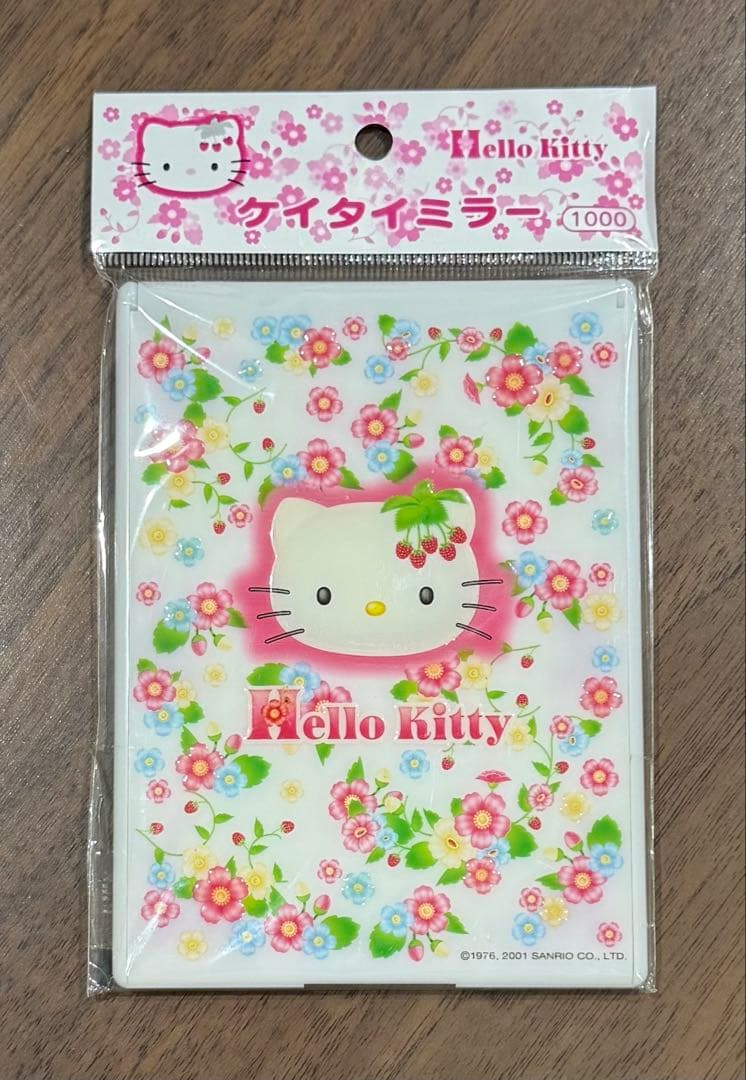 Hello Kitty
ケイタイミラー 1000
Hello Kitty
©1976, 2001 SANRIO CO., LTD.